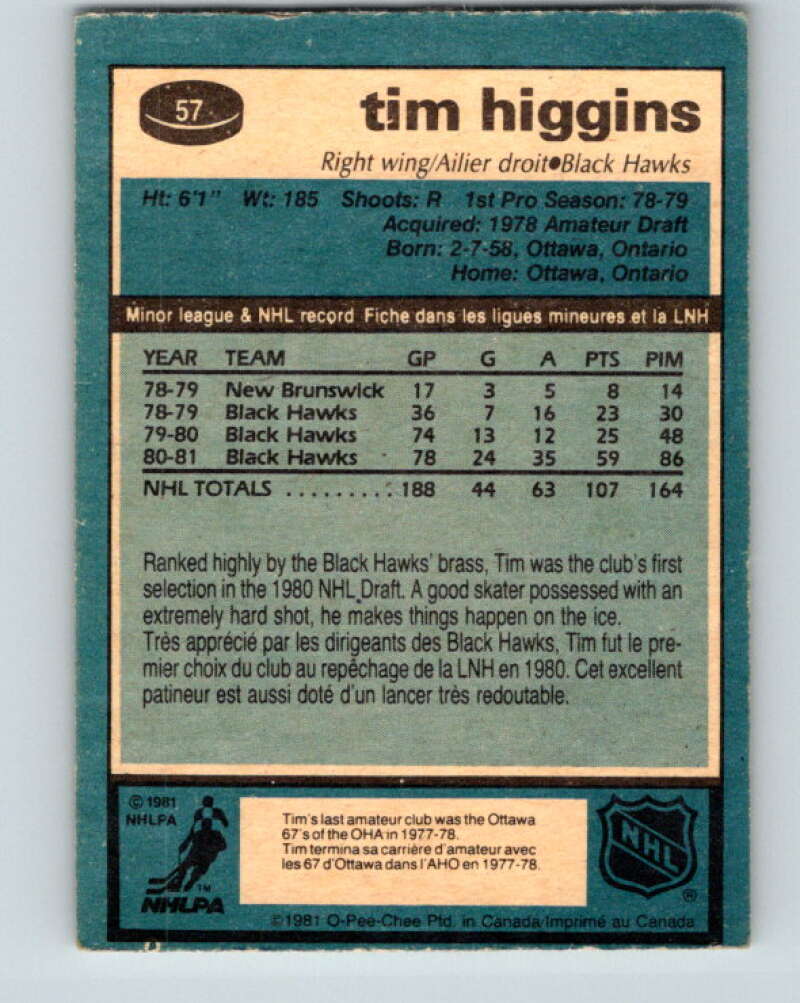 57
tim higgins
Right wing/Ailier droit●Black Hawks
Ht: 6'1" Wt: 185 Shoots: R 1st Pro Season: 78-79
Acquired: 1978 Amateur Draft
Born: 2-7-58, Ottawa, Ontario
Home: Ottawa, Ontario
Minor league & NHL record Fiche dans les ligues mineures et la LNH
YEAR TEAM GP G A PTS PIM
78-79 New Brunswick 17 3 5 8 14
78-79 Black Hawks 36 7 16 23 30
79-80 Black Hawks 74 13 12 25 48
80-81 Black Hawks 78 24 35 59 86
NHL TOTALS .......... 188 44 63 107 164
Ranked highly by the Black Hawks' brass, Tim was the club's first
selection in the 1980 NHL Draft. A good skater possessed with an
extremely hard shot, he makes things happen on the ice.
Très apprécié par les dirigeants des Black Hawks, Tim fut le pre-
mier choix du club au repêchage de la LNH en 1980. Cet excellent
patineur est aussi doté d'un lancer très redoutable.
© 1981
NHLPA
TM
NHLPA
Tim's last amateur club was the Ottawa
67's of the OHA in 1977-78.
Tim termina sa carrière d'amateur avec
les 67 d'Ottawa dans l'AHO en 1977-78.
NHL
®
©1981 O-Pee-Chee Ptd. in Canada/Imprimé au Canada